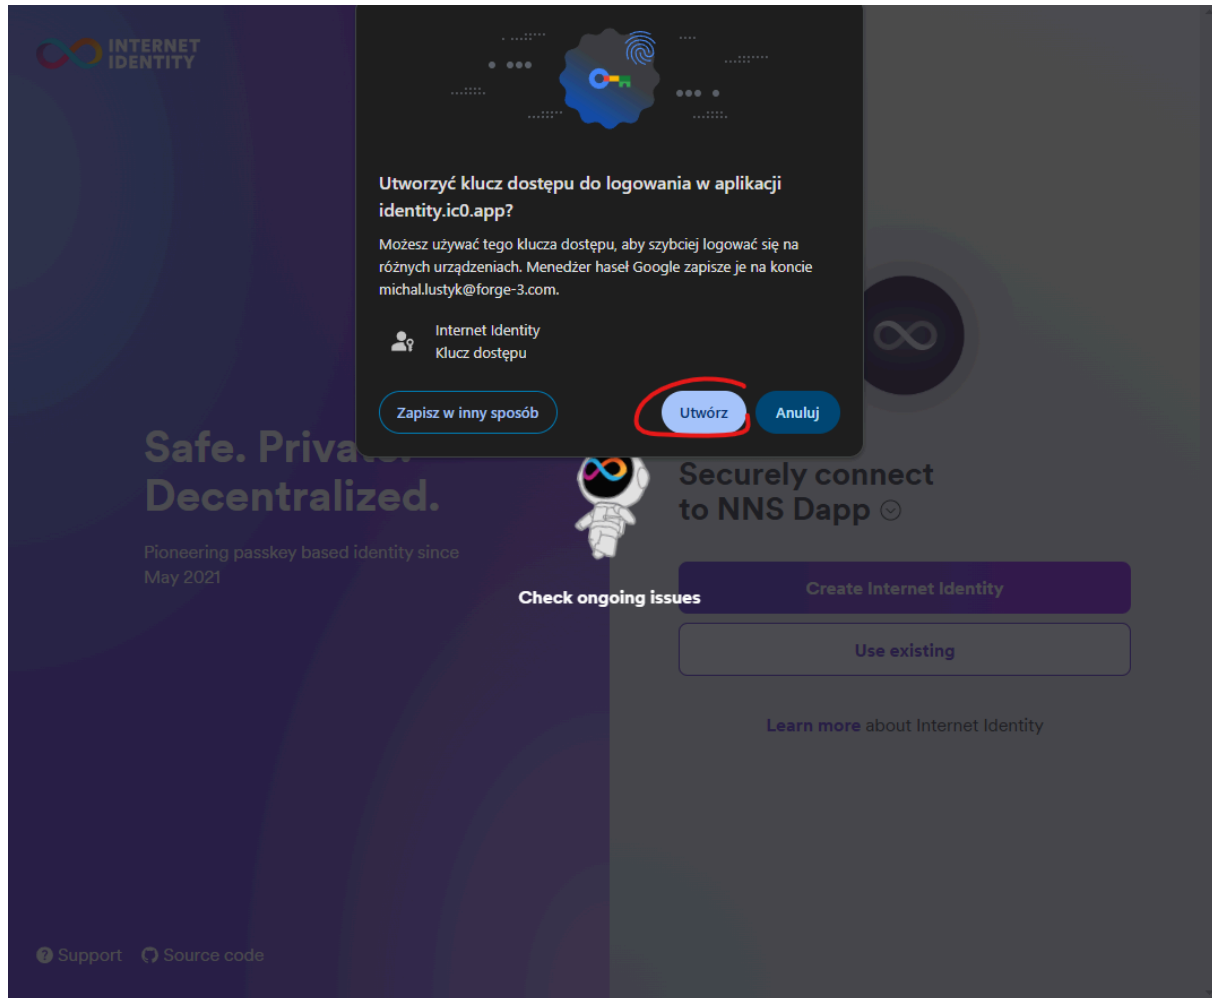 INTERNET
IDENTITY
Utworzyć klucz dostępu do logowania w aplikacji
identity.ic0.app?
Możesz używać tego klucza dostępu, aby szybciej logować się na
różnych urządzeniach. Menedżer haseł Google zapisze je na koncie
michal.lustyk@forge-3.com.
Internet Identity
Klucz dostępu
Zapisz w inny sposób
Utwórz
Anuluj
Safe. Private.
Decentralized.
Pioneering passkey based identity since
May 2021
Check ongoing issues
Securely connect
to NNS Dapp
Create Internet Identity
Use existing
Learn more about Internet Identity
Support
Source code